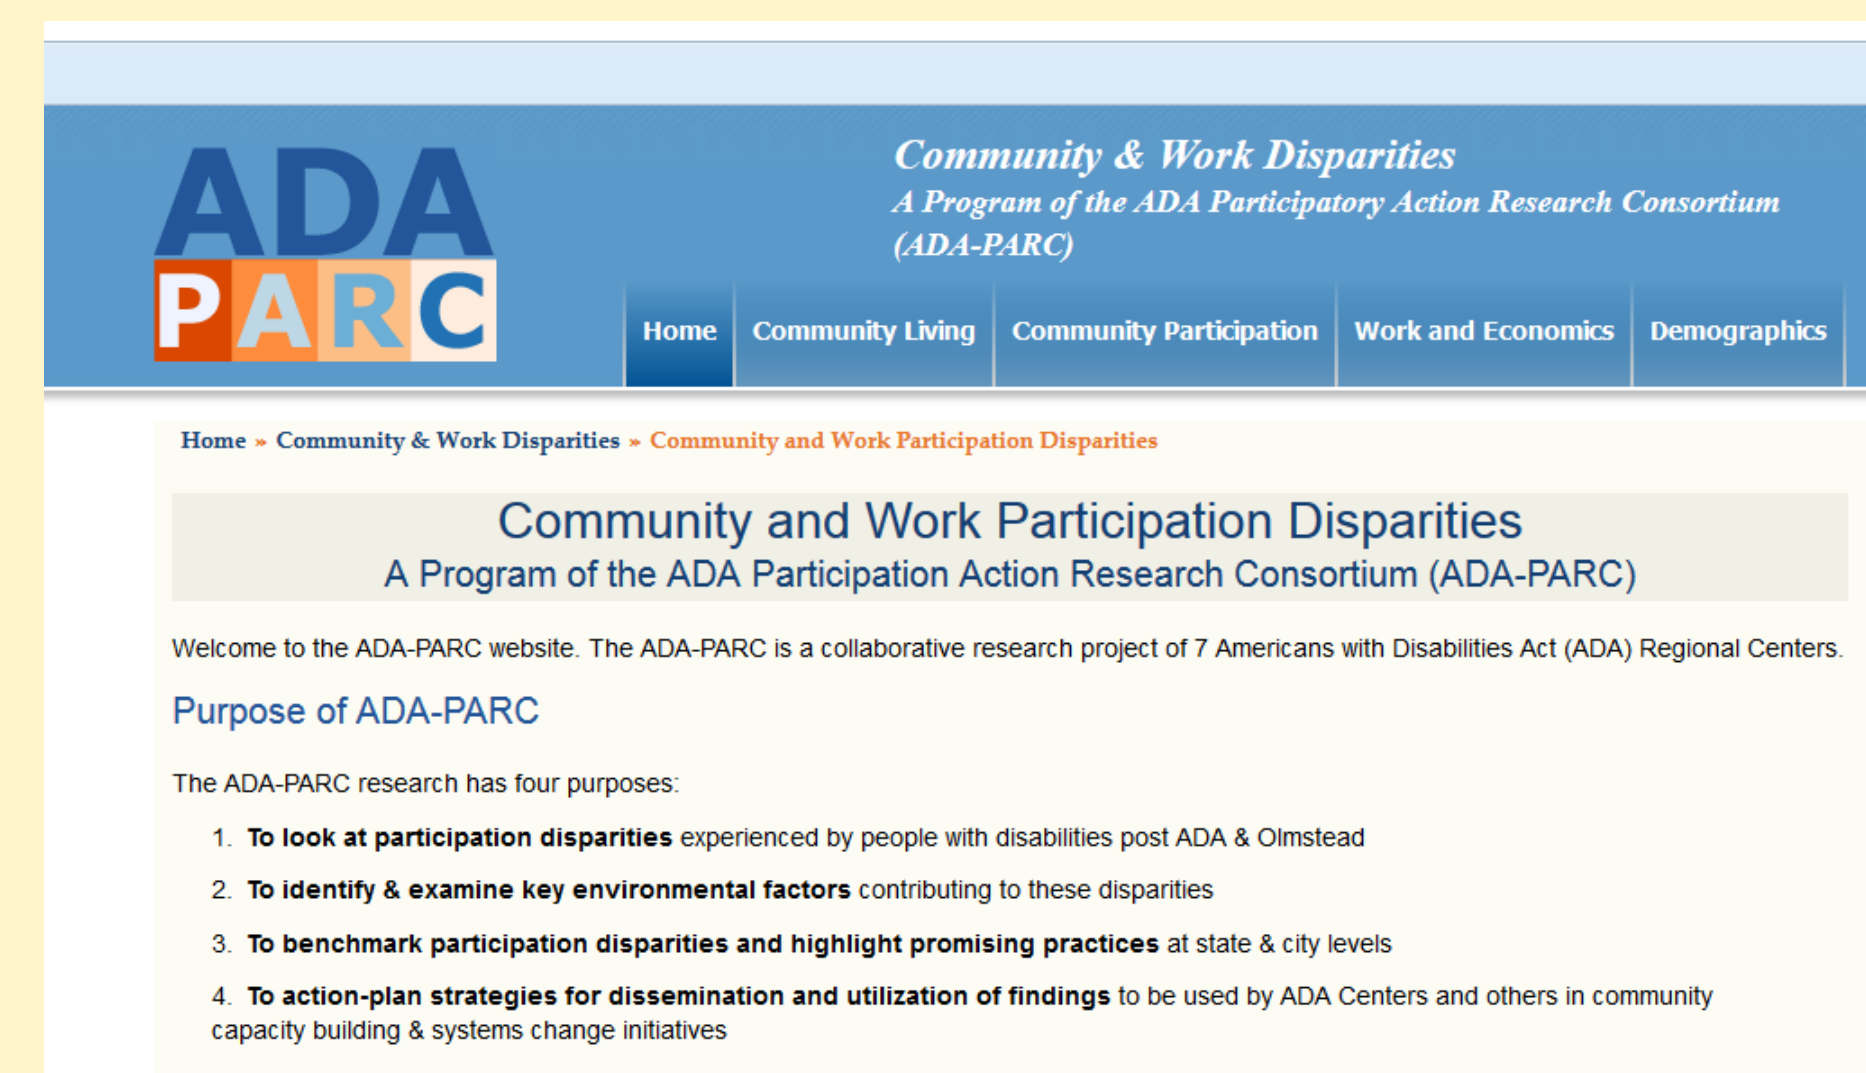 ADA
PARC
Community & Work Disparities
A Program of the ADA Participatory Action Research Consortium
(ADA-PARC)
Home Community Living Community Participation Work and Economics Demographics
Home » Community & Work Disparities » Community and Work Participation Disparities
Community and Work Participation Disparities
A Program of the ADA Participation Action Research Consortium (ADA-PARC)
Welcome to the ADA-PARC website. The ADA-PARC is a collaborative research project of 7 Americans with Disabilities Act (ADA) Regional Centers.
Purpose of ADA-PARC
The ADA-PARC research has four purposes:
1. To look at participation disparities experienced by people with disabilities post ADA & Olmstead
2. To identify & examine key environmental factors contributing to these disparities
3. To benchmark participation disparities and highlight promising practices at state & city levels
4. To action-plan strategies for dissemination and utilization of findings to be used by ADA Centers and others in community
capacity building & systems change initiatives